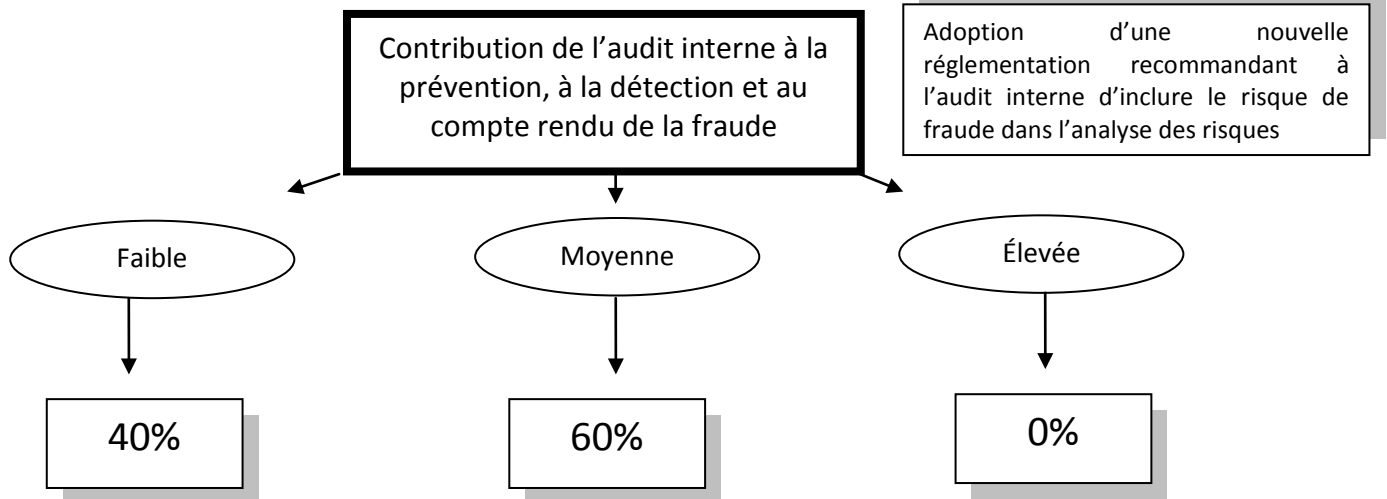 Contribution de l’audit interne à la
prévention, à la détection et au
compte rendu de la fraude
Adoption d’une nouvelle
réglementation recommandant à
l’audit interne d’inclure le risque de
fraude dans l’analyse des risques
Faible
Moyenne
Élevée
40%
60%
0%